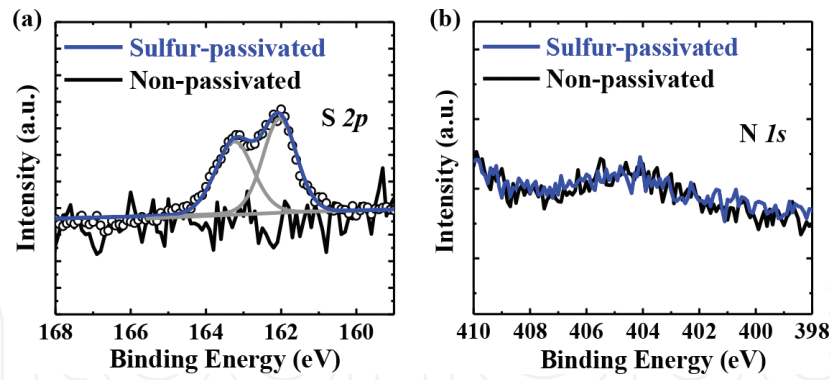 (a)
Sulfur-passivated
Non-passivated
S 2p
Intensity (a.u.)
168 166 164 162 160
Binding Energy (eV)
(b)
Sulfur-passivated
Non-passivated
N 1s
Intensity (a.u.)
410 408 406 404 402 400 398
Binding Energy (eV)